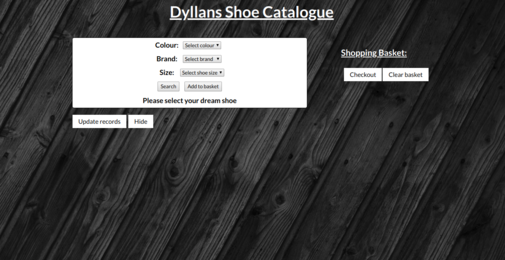 Dyllans Shoe Catalogue
Colour: Select colour
Brand: Select brand
Size: Select shoe size
Search Add to basket
Please select your dream shoe
Update records Hide
Shopping Basket:
Checkout Clear basket